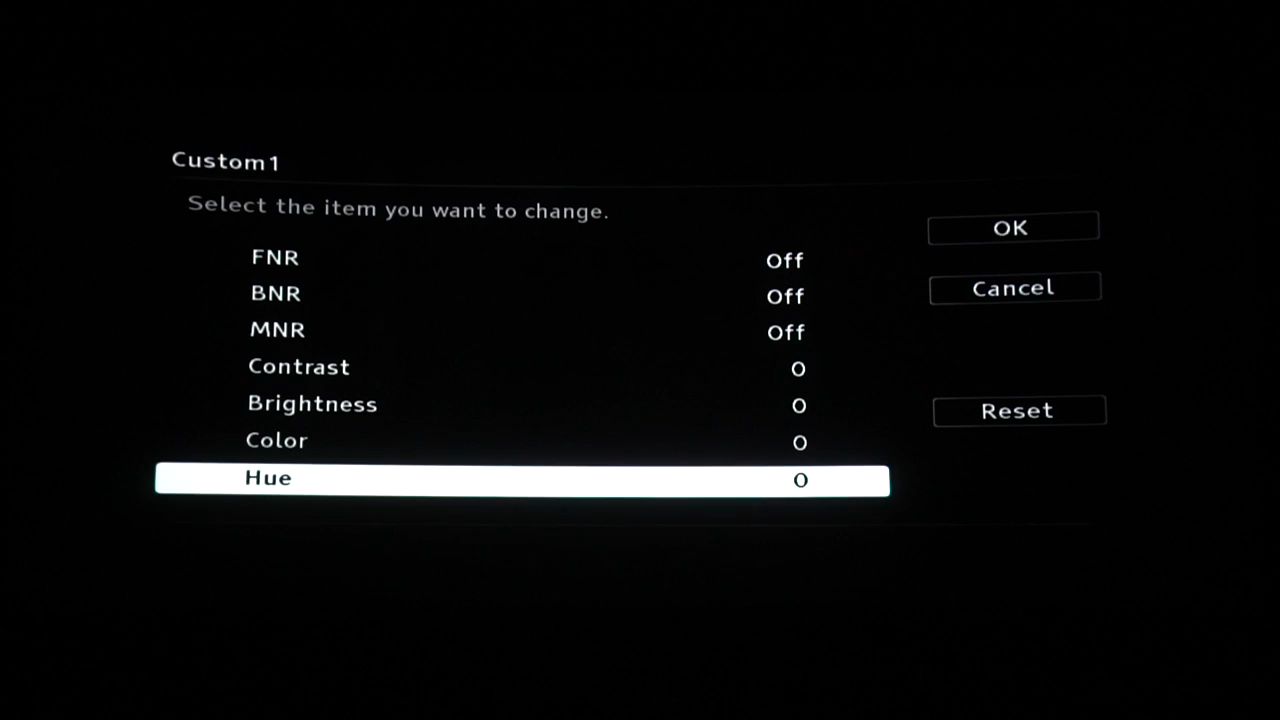 Custom1
Select the item you want to change.
FNR Off
BNR Off
MNR Off
Contrast 0
Brightness 0
Color 0
Hue 0
OK
Cancel
Reset